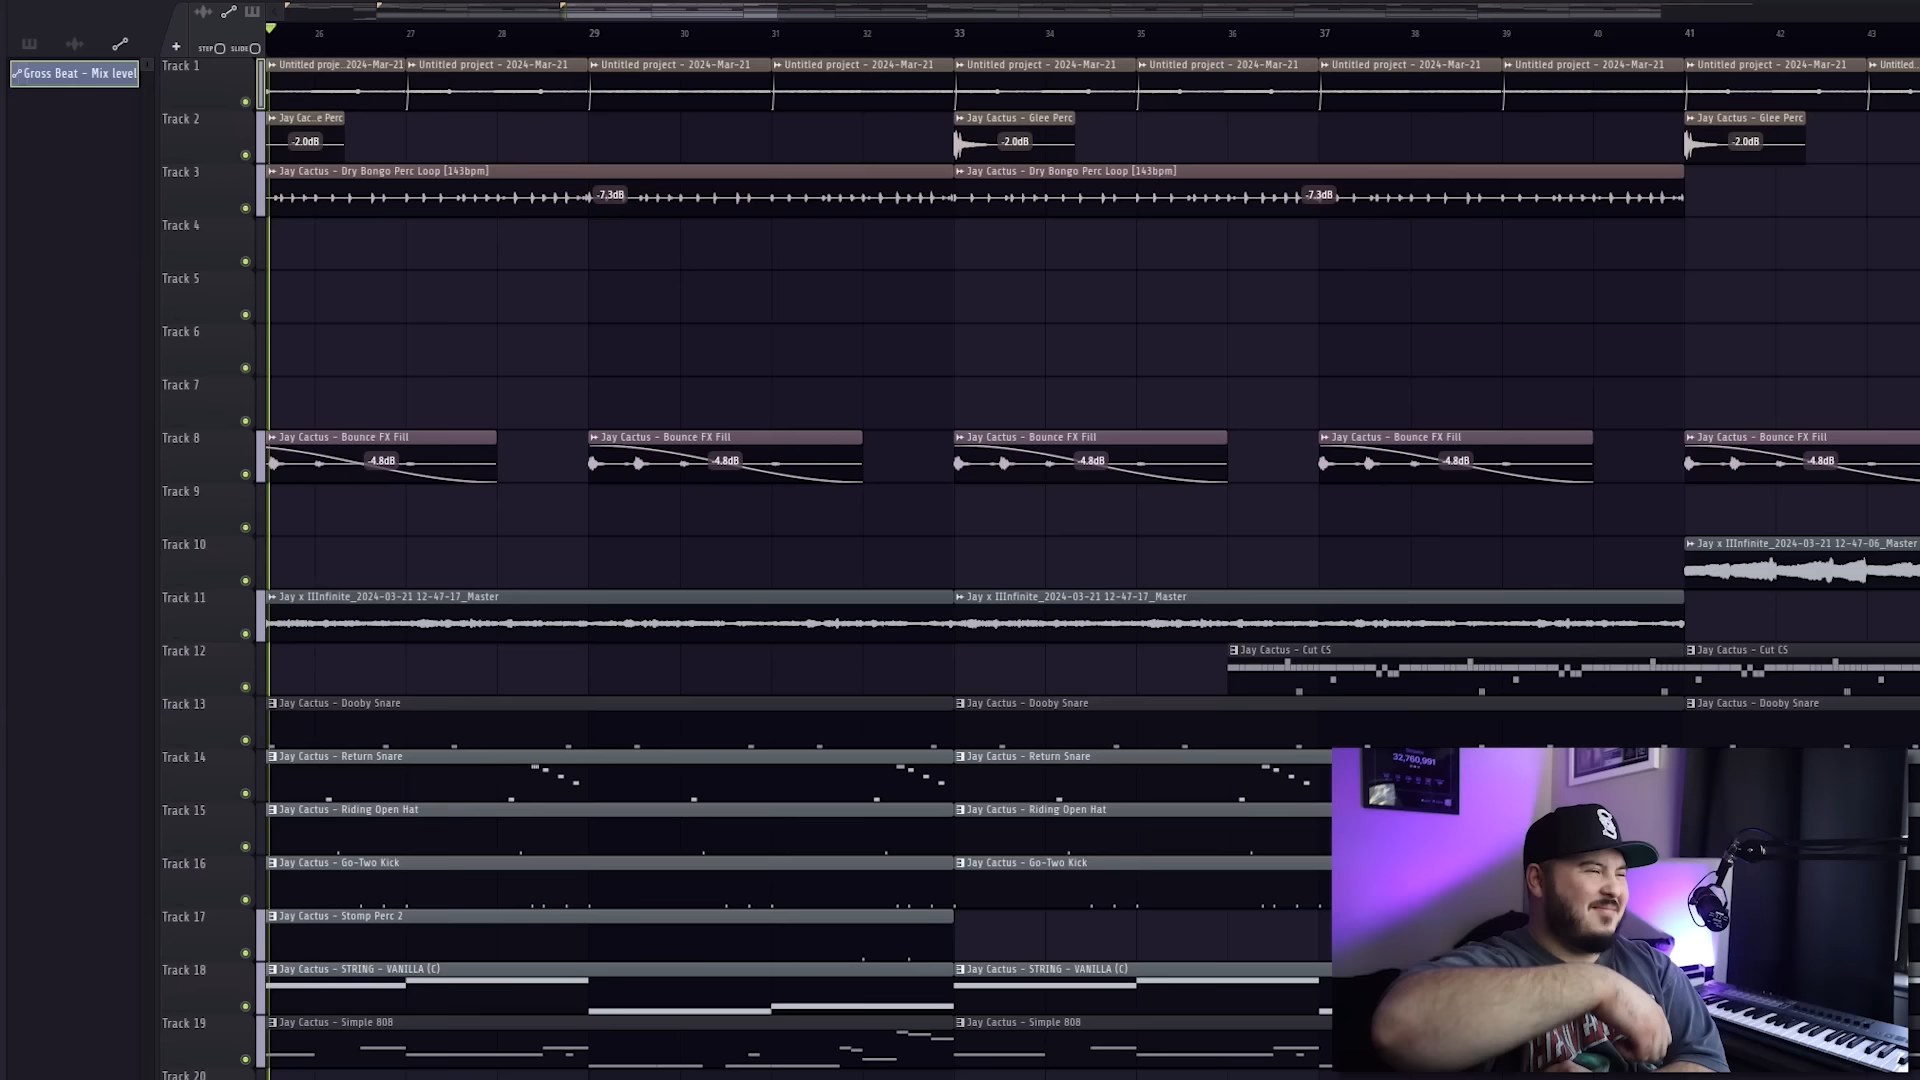 26 27 28 29 30 31 32 33 34 35 36 37 38 39 40 41 42 43
+ STEP SLIDE
Gross Beat - Mix level
Track 1
Untitled proje..2024-Mar-21 Untitled project - 2024-Mar-21 Untitled project - 2024-Mar-21 Untitled project - 2024-Mar-21 Untitled project - 2024-Mar-21 Untitled project - 2024-Mar-21 Untitled project - 2024-Mar-21 Untitled project - 2024-Mar-21 Untitled project - 2024-Mar-21 Untitled..
Track 2
Jay Cac..e Perc Jay Cactus - Glee Perc Jay Cactus - Glee Perc
-2.0dB -2.0dB -2.0dB
Track 3
Jay Cactus - Dry Bongo Perc Loop [143bpm] Jay Cactus - Dry Bongo Perc Loop [143bpm]
-7.3dB -7.3dB
Track 4
Track 5
Track 6
Track 7
Track 8
Jay Cactus - Bounce FX Fill Jay Cactus - Bounce FX Fill Jay Cactus - Bounce FX Fill Jay Cactus - Bounce FX Fill Jay Cactus - Bounce FX Fill
-4.8dB -4.8dB -4.8dB -4.8dB -4.8dB
Track 9
Track 10
Jay x IIInfinite_2024-03-21 12-47-06_Master
Track 11
Jay x IIInfinite_2024-03-21 12-47-17_Master Jay x IIInfinite_2024-03-21 12-47-17_Master
Track 12
Jay Cactus - Cut C5 Jay Cactus - Cut C5
Track 13
Jay Cactus - Dooby Snare Jay Cactus - Dooby Snare Jay Cactus - Dooby Snare
Track 14
Jay Cactus - Return Snare Jay Cactus - Return Snare
Track 15
Jay Cactus - Riding Open Hat Jay Cactus - Riding Open Hat
Track 16
Jay Cactus - Go-Two Kick Jay Cactus - Go-Two Kick
Track 17
Jay Cactus - Stomp Perc 2
Track 18
Jay Cactus - STRING - VANILLA (C) Jay Cactus - STRING - VANILLA (C)
Track 19
Jay Cactus - Simple 808 Jay Cactus - Simple 808
Track 20
32,760,991